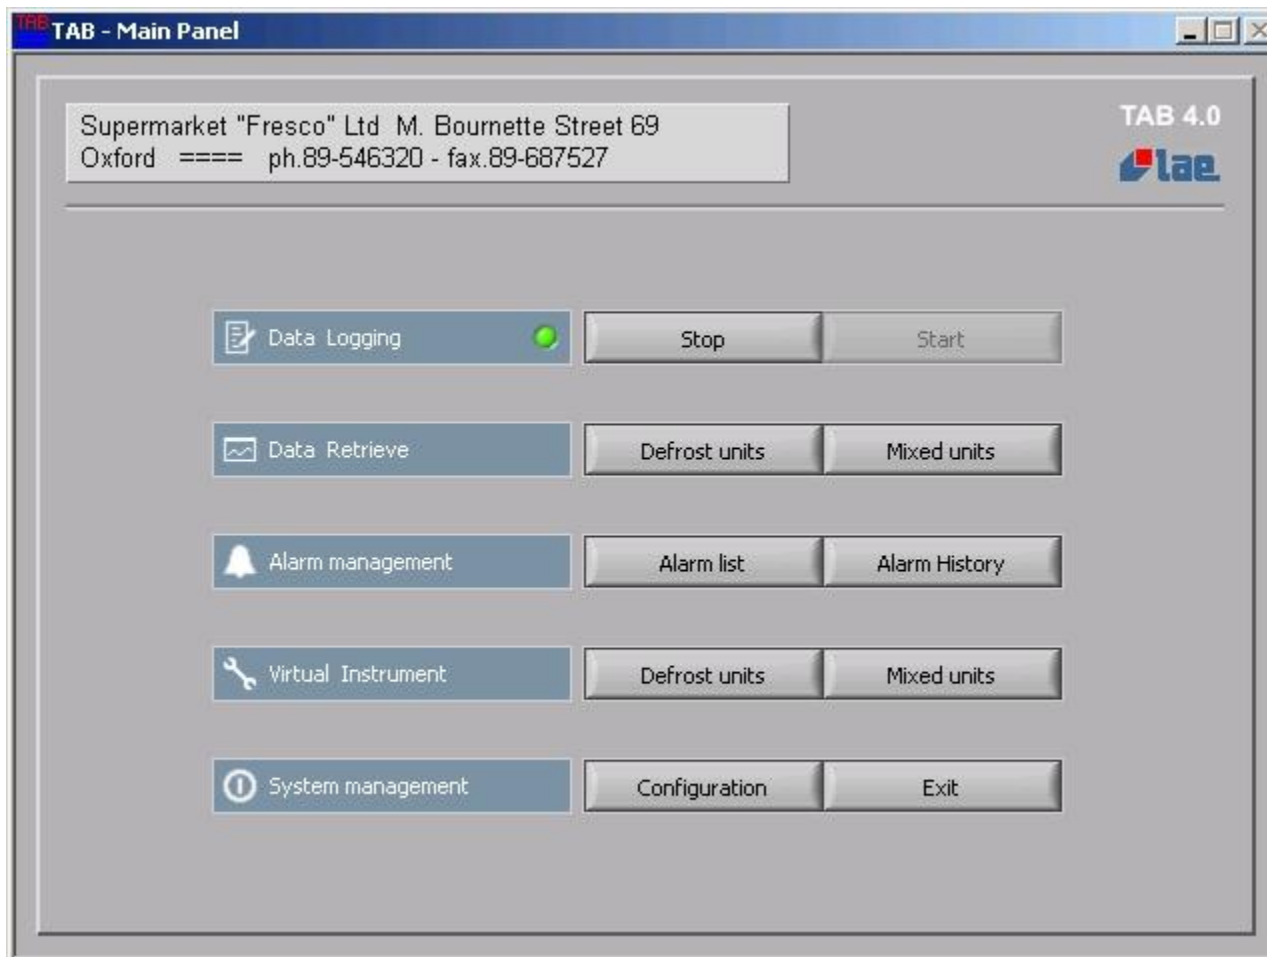 TAB TAB - Main Panel
Supermarket "Fresco" Ltd M. Bournette Street 69
Oxford ==== ph.89-546320 - fax.89-687527
TAB 4.0
lae
Data Logging Stop Start
Data Retrieve Defrost units Mixed units
Alarm management Alarm list Alarm History
Virtual Instrument Defrost units Mixed units
System management Configuration Exit